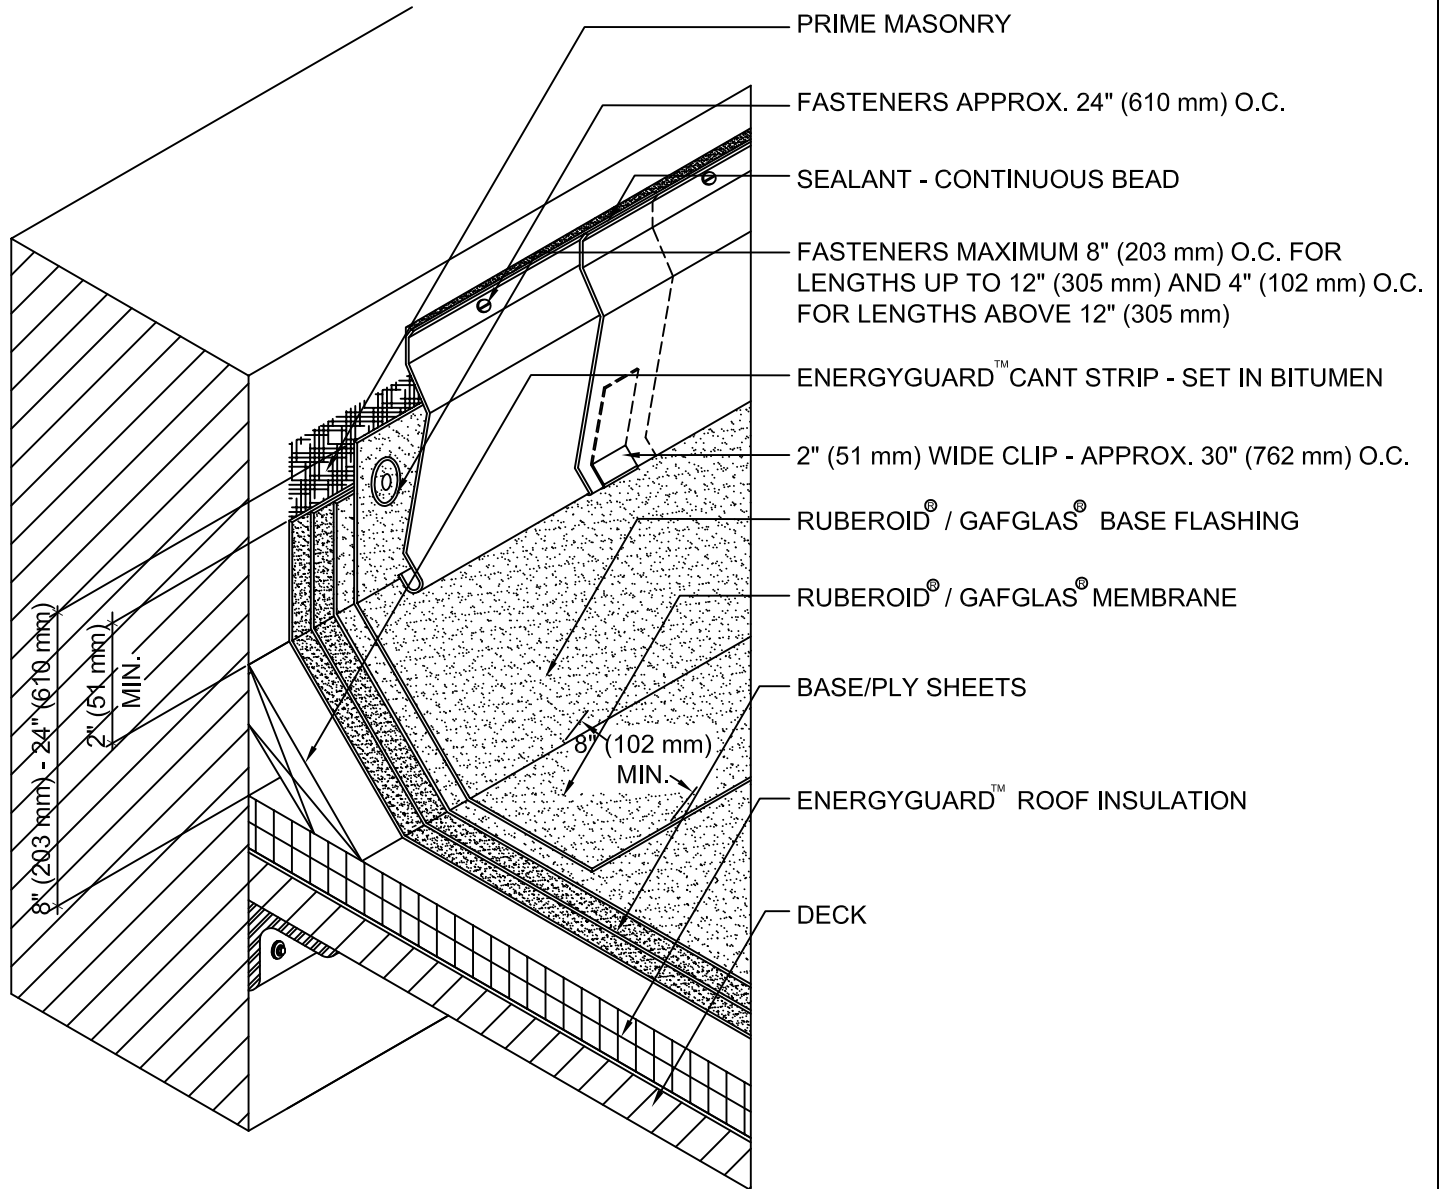 PRIME MASONRY
FASTENERS APPROX. 24" (610 mm) O.C.
SEALANT - CONTINUOUS BEAD
FASTENERS MAXIMUM 8" (203 mm) O.C. FOR
LENGTHS UP TO 12" (305 mm) AND 4" (102 mm) O.C.
FOR LENGTHS ABOVE 12" (305 mm)
ENERGYGUARD™ CANT STRIP - SET IN BITUMEN
2" (51 mm) WIDE CLIP - APPROX. 30" (762 mm) O.C.
RUBEROID® / GAFGLAS® BASE FLASHING
RUBEROID® / GAFGLAS® MEMBRANE
BASE/PLY SHEETS
ENERGYGUARD™ ROOF INSULATION
DECK
8" (203 mm) - 24" (610 mm)
2" (51 mm)
MIN.
8" (102 mm)
MIN.